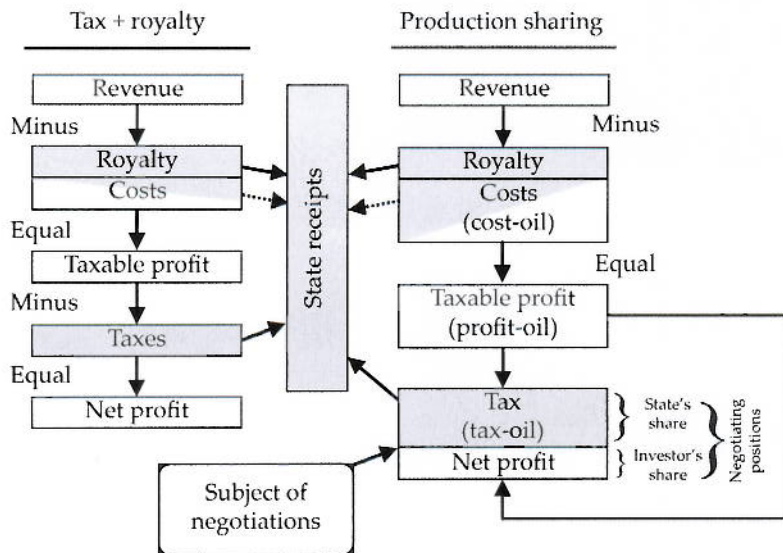 Tax + royalty
Revenue
Minus
Royalty
Costs
Equal
Taxable profit
Minus
Taxes
Equal
Net profit
State receipts
Production sharing
Revenue
Minus
Royalty
Costs
(cost-oil)
Equal
Taxable profit
(profit-oil)
Tax
(tax-oil)
Net profit
State's
share
Investor's
share
Negotiating
positions
Subject of
negotiations